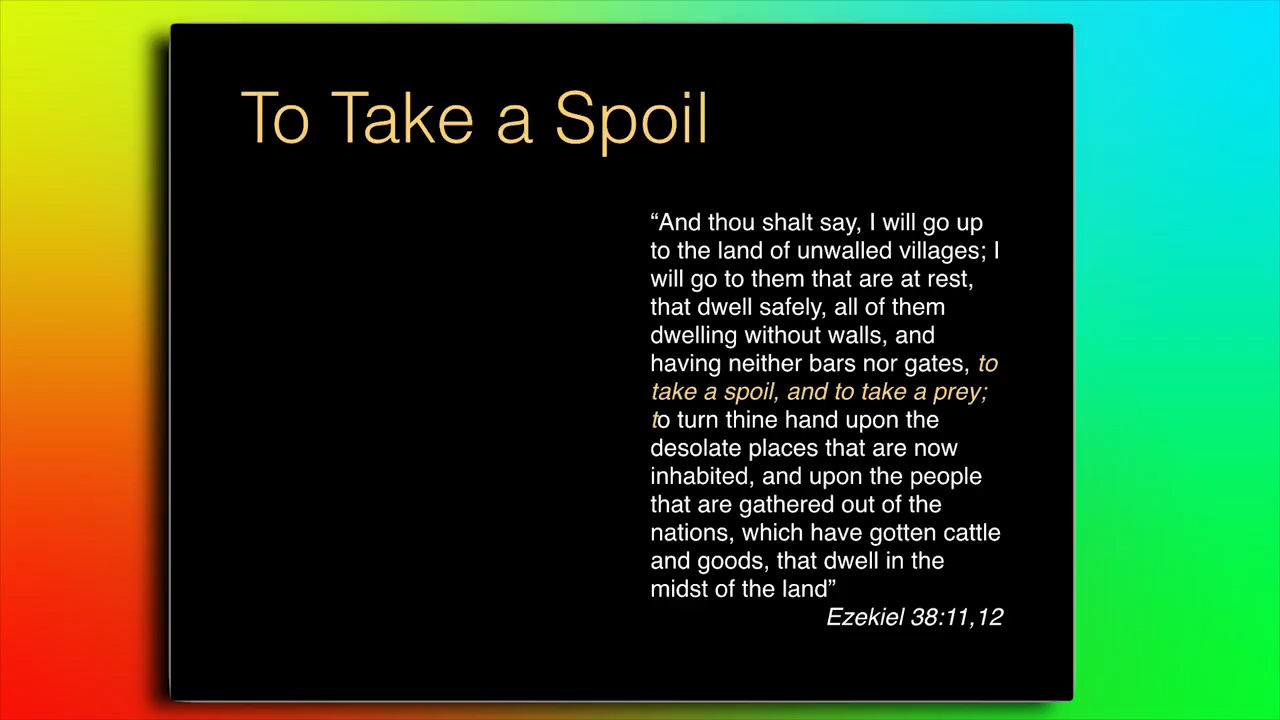 To Take a Spoil
“And thou shalt say, I will go up
to the land of unwalled villages; I
will go to them that are at rest,
that dwell safely, all of them
dwelling without walls, and
having neither bars nor gates, to
take a spoil, and to take a prey;
to turn thine hand upon the
desolate places that are now
inhabited, and upon the people
that are gathered out of the
nations, which have gotten cattle
and goods, that dwell in the
midst of the land”
Ezekiel 38:11,12